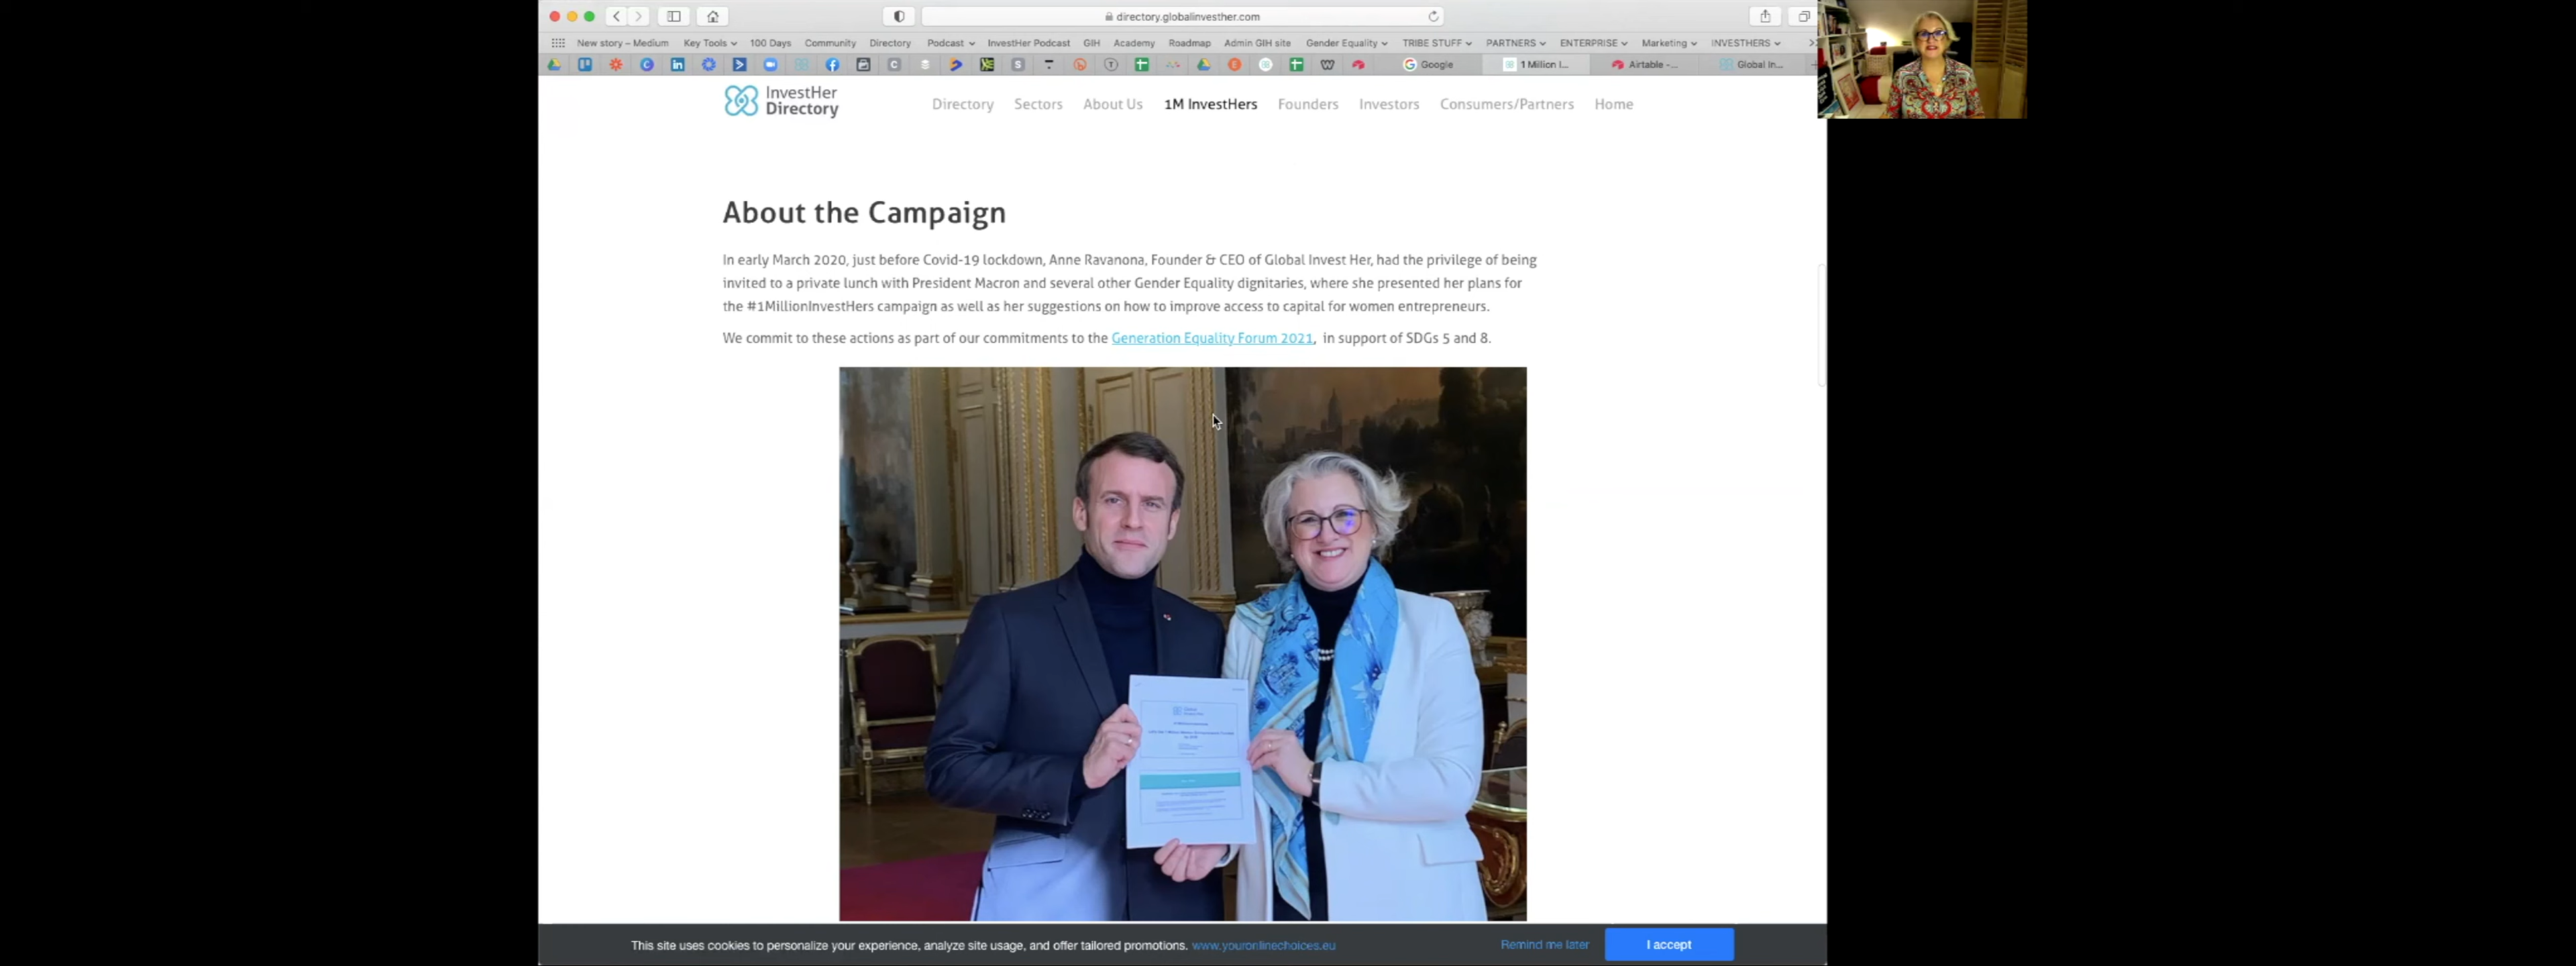 directory.globalinvesther.com
New story – Medium Key Tools 100 Days Community Directory Podcast InvestHer Podcast GIH Academy Roadmap Admin GIH site Gender Equality TRIBE STUFF PARTNERS ENTERPRISE Marketing INVESTHERS
Google 1 Million I... Airtable -... Global In...
InvestHer
Directory
Directory Sectors About Us 1M InvestHers Founders Investors Consumers/Partners Home
About the Campaign
In early March 2020, just before Covid-19 lockdown, Anne Ravanona, Founder & CEO of Global Invest Her, had the privilege of being
invited to a private lunch with President Macron and several other Gender Equality dignitaries, where she presented her plans for
the #1MillionInvestHers campaign as well as her suggestions on how to improve access to capital for women entrepreneurs.
We commit to these actions as part of our commitments to the Generation Equality Forum 2021, in support of SDGs 5 and 8.
This site uses cookies to personalize your experience, analyze site usage, and offer tailored promotions. www.youronlinechoices.eu
Remind me later
I accept